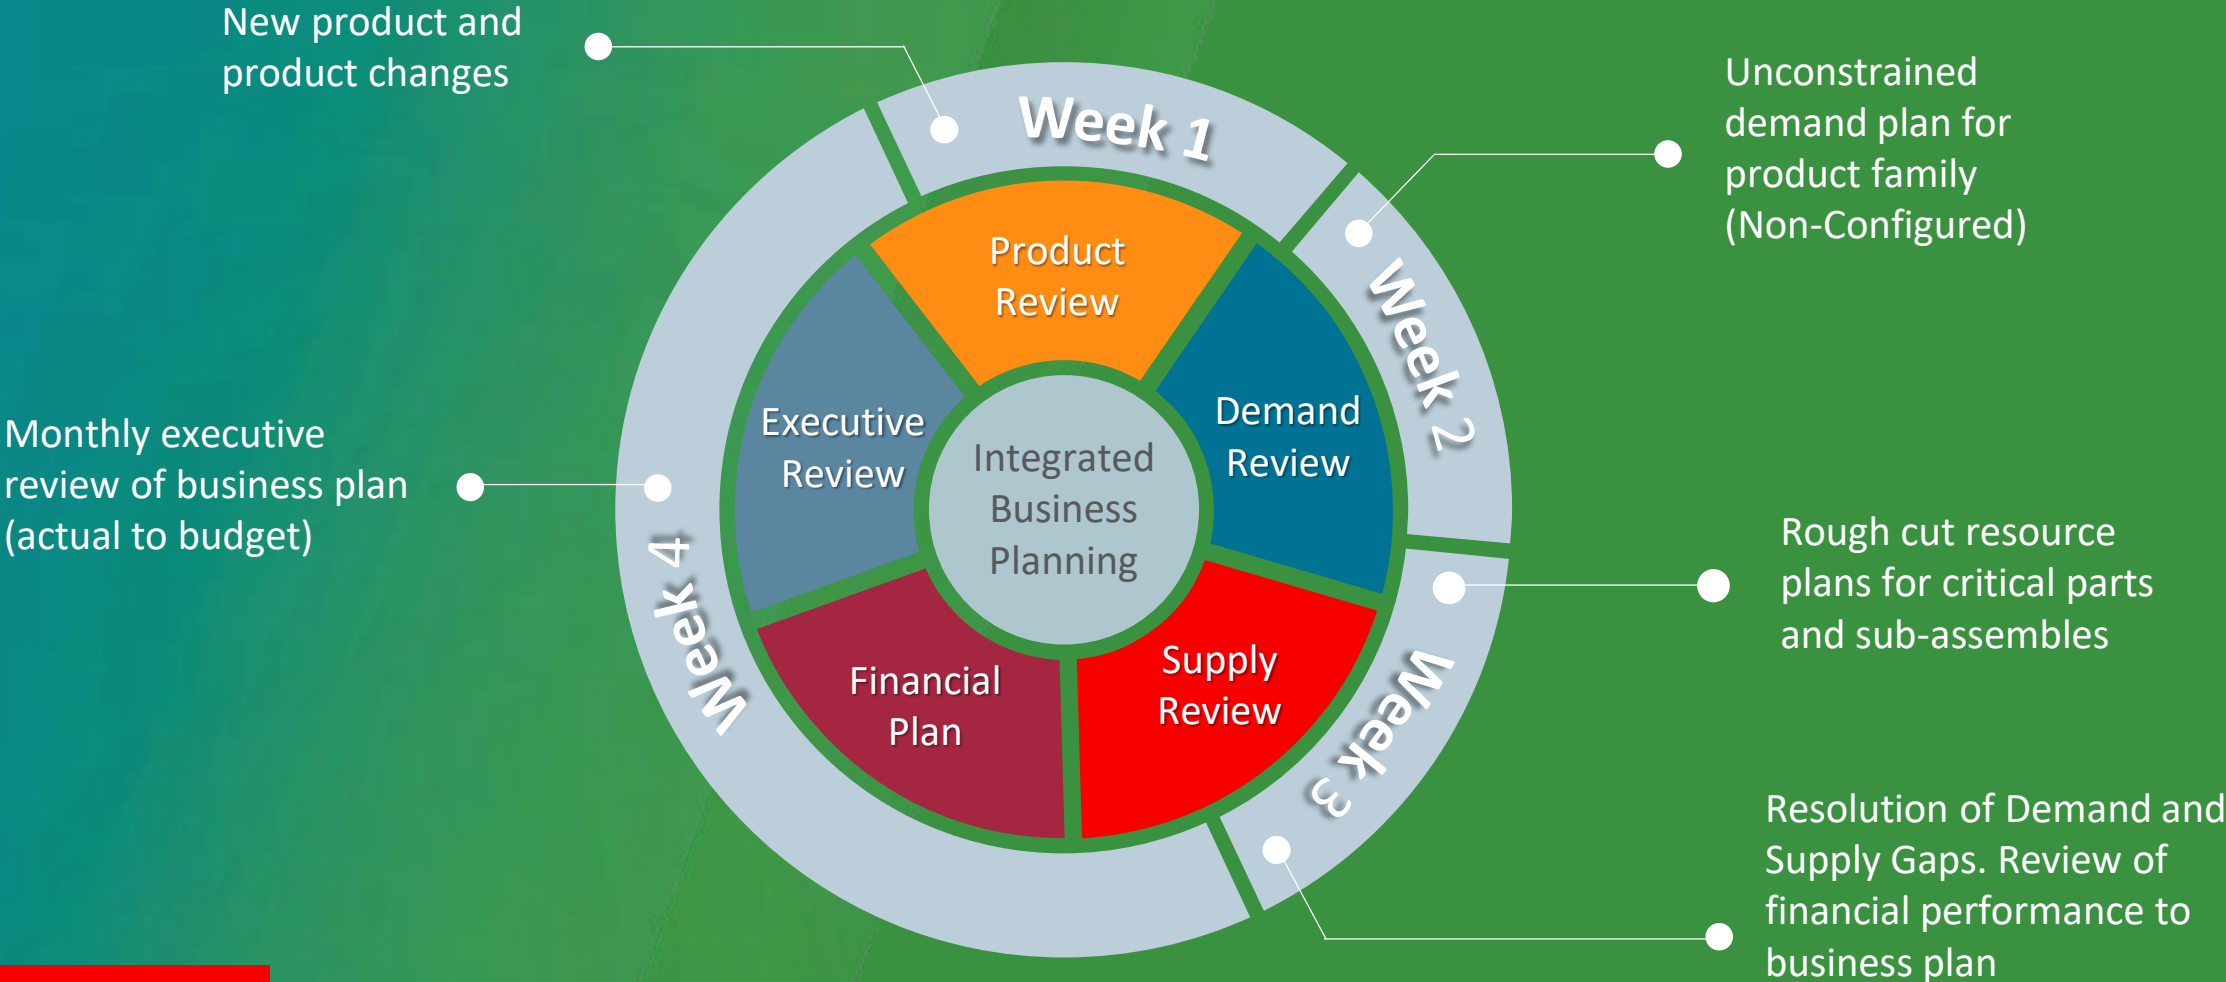 New product and
product changes
Week 1
Unconstrained
demand plan for
product family
(Non-Configured)
Week 2
Product
Review
Demand
Review
Executive
Review
Integrated
Business
Planning
Monthly executive
review of business plan
(actual to budget)
Week 4
Rough cut resource
plans for critical parts
and sub-assembles
Week 3
Supply
Review
Financial
Plan
Resolution of Demand and
Supply Gaps. Review of
financial performance to
business plan